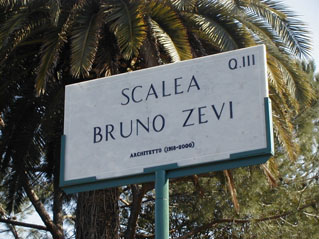 Q.III
SCALEA
BRUNO ZEVI
ARCHITETTO (1918-2000)